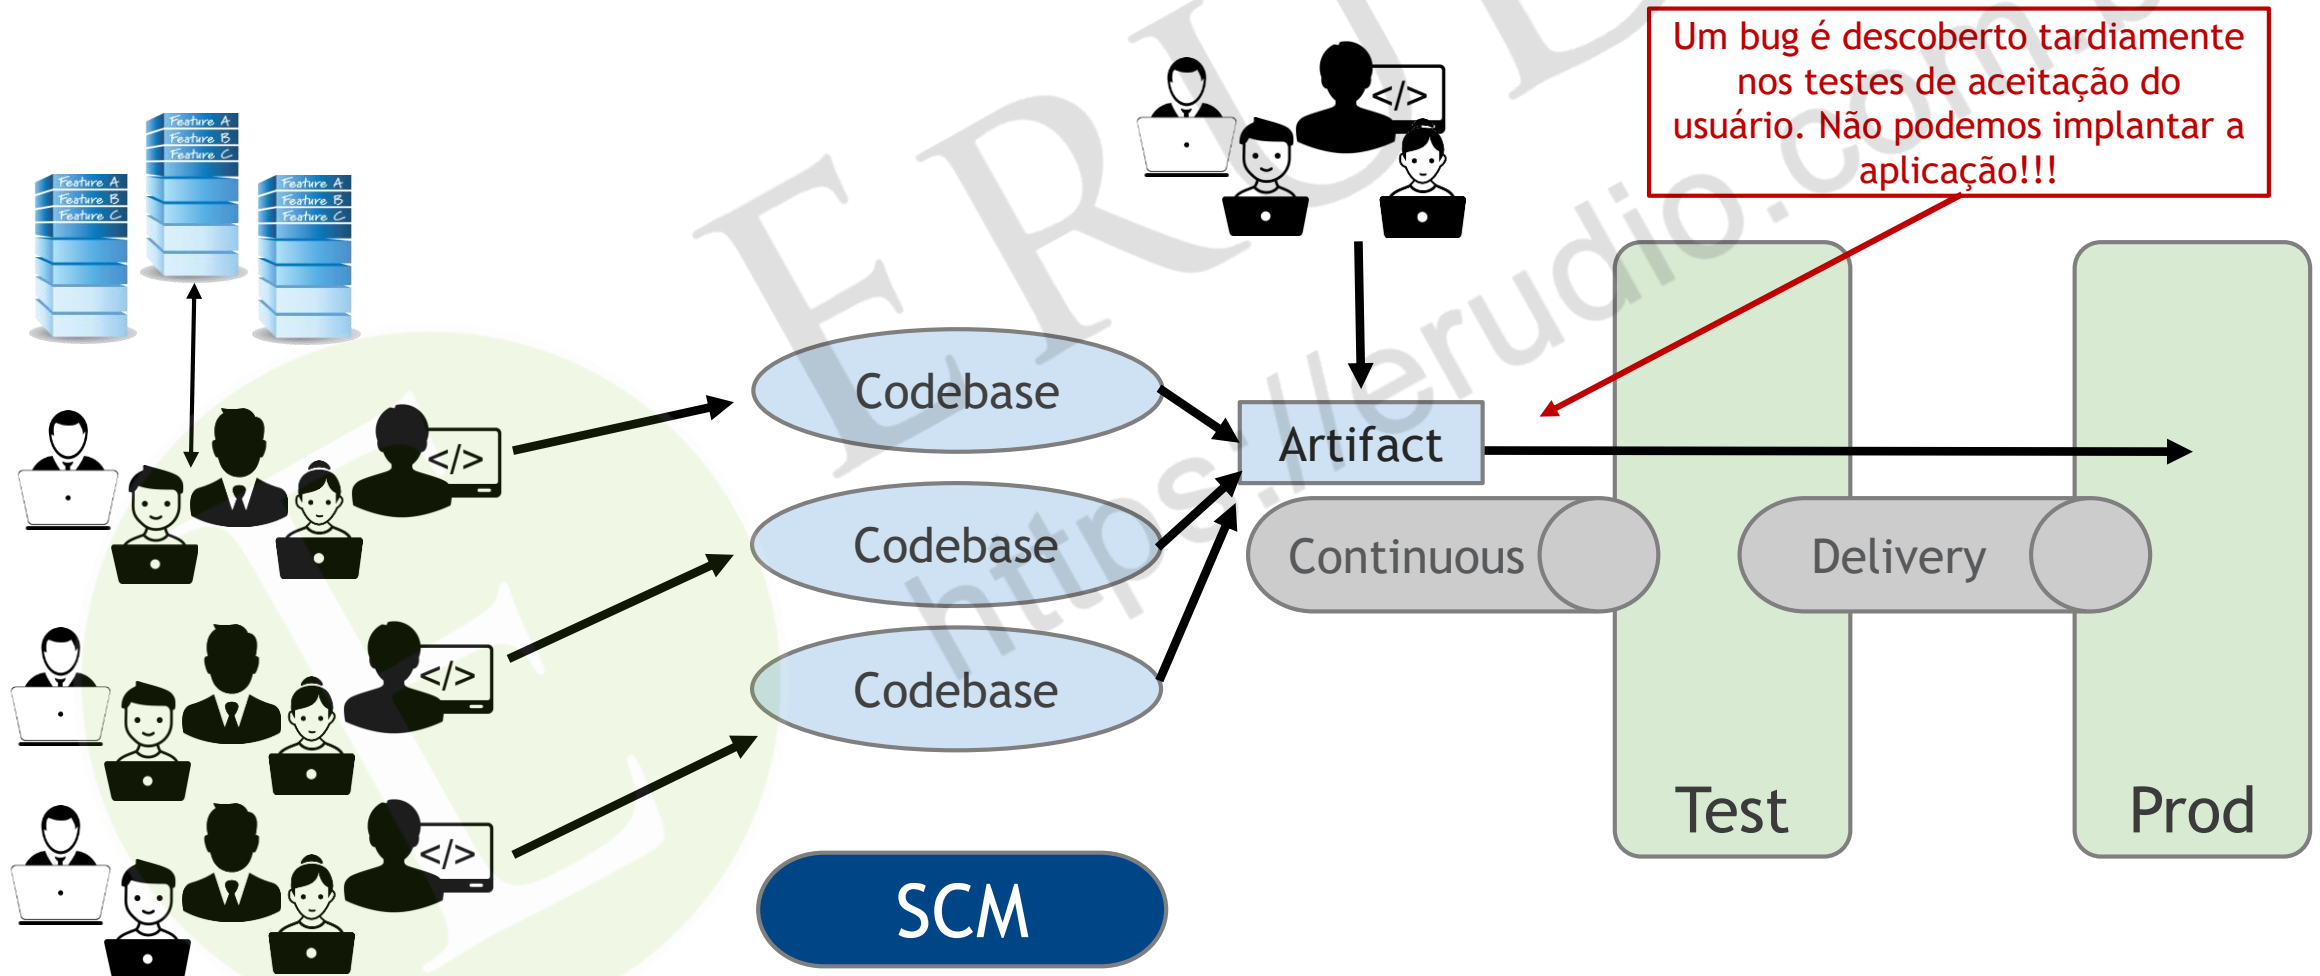 Um bug é descoberto tardiamente
nos testes de aceitação do
usuário. Não podemos implantar a
aplicação!!!
Feature A
Feature B
Feature C
Feature A
Feature B
Feature C
Feature A
Feature B
Feature C
</>
</>
Codebase
Artifact
</>
Codebase
Continuous
Delivery
</>
Codebase
Test
Prod
</>
SCM
ERUD
https://erudio.com.b
E